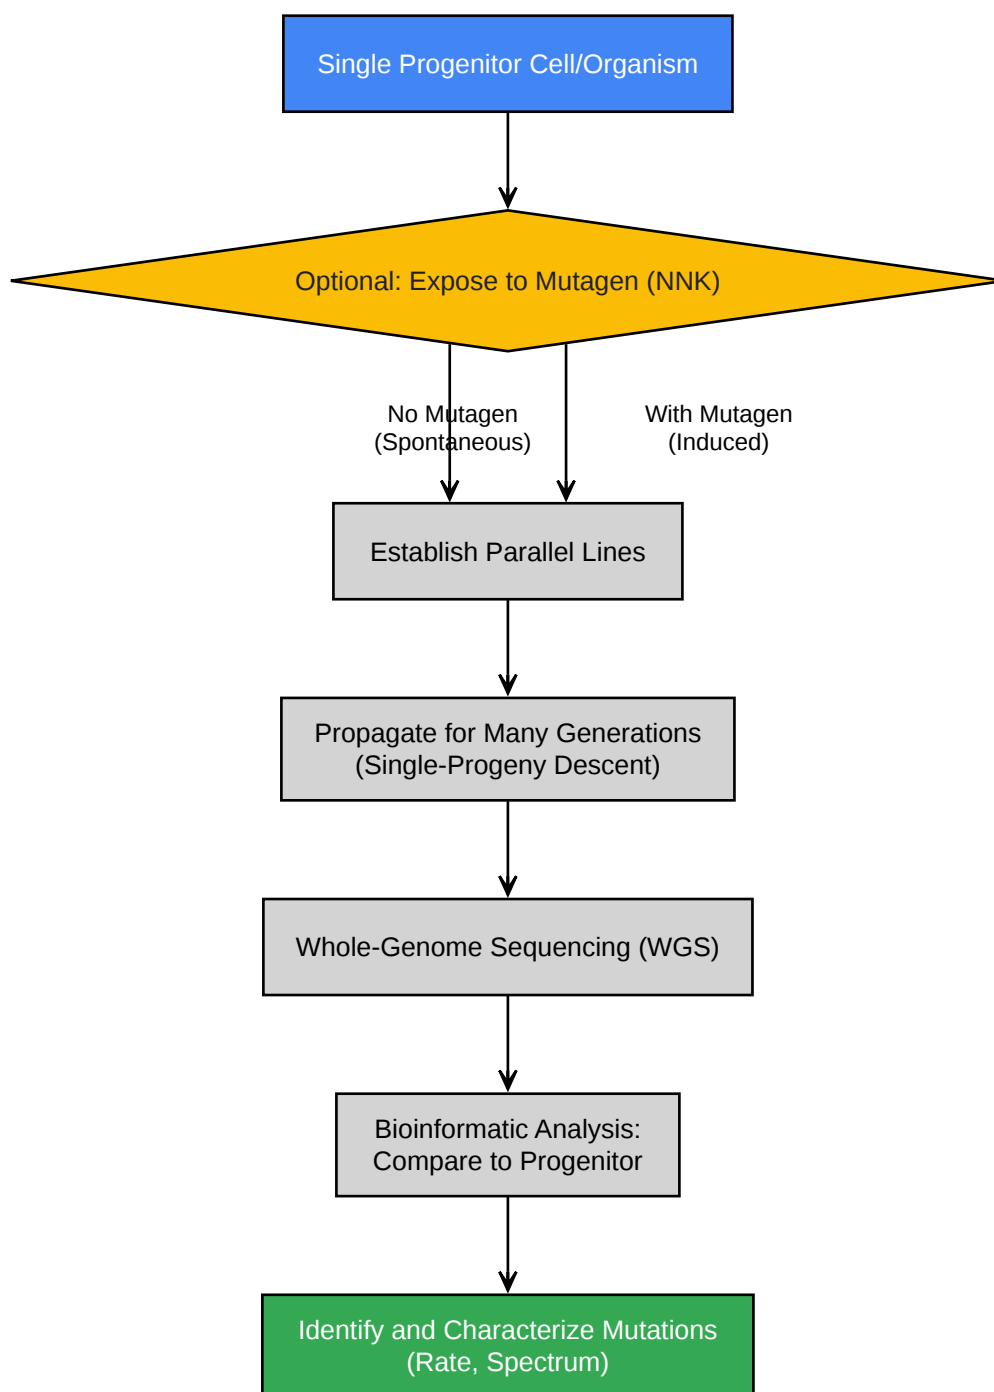 Single Progenitor Cell/Organism
Optional: Expose to Mutagen (NNK)
No Mutagen
(Spontaneous)
With Mutagen
(Induced)
Establish Parallel Lines
Propagate for Many Generations
(Single-Progeny Descent)
Whole-Genome Sequencing (WGS)
Bioinformatic Analysis:
Compare to Progenitor
Identify and Characterize Mutations
(Rate, Spectrum)